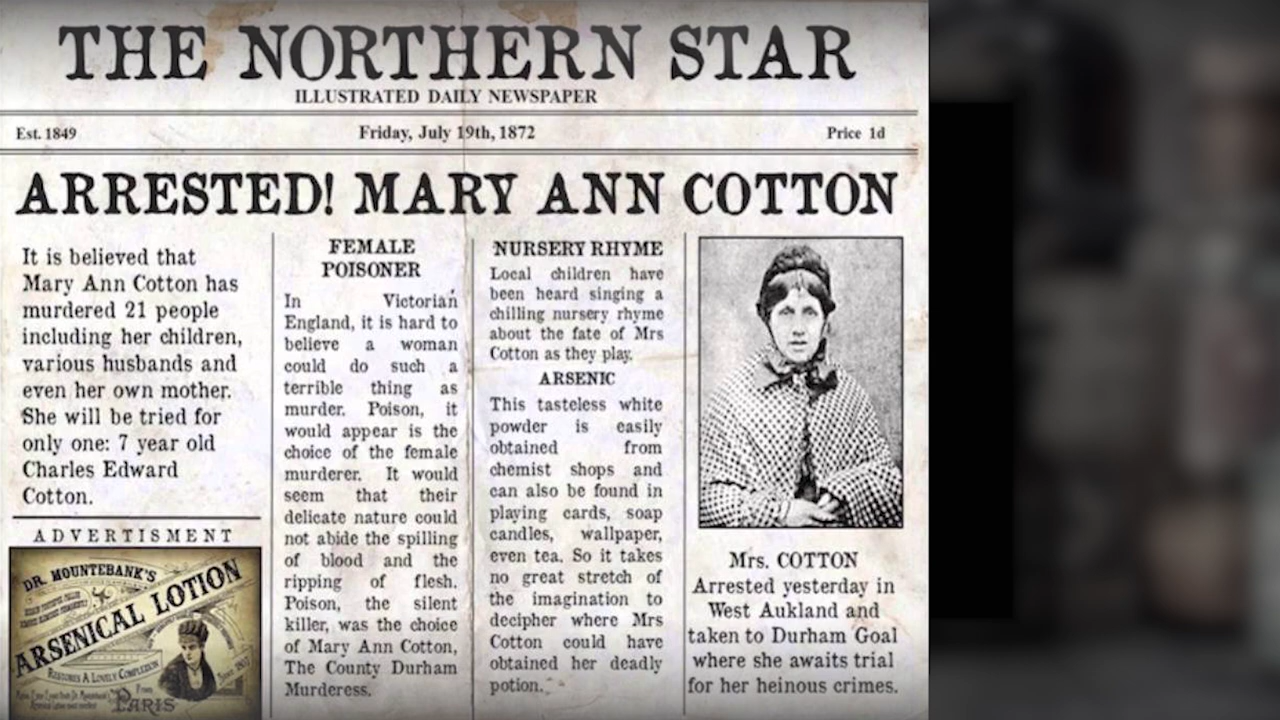 THE NORTHERN STAR
ILLUSTRATED DAILY NEWSPAPER
Est. 1849
Friday, July 19th, 1872
Price 1d
ARRESTED! MARY ANN COTTON
It is believed that
Mary Ann Cotton has
murdered 21 people
including her children,
various husbands and
even her own mother.
She will be tried for
only one: 7 year old
Charles Edward
Cotton.
ADVERTISMENT
DR. MOUNTEBANK'S
ARSENICAL LOTION
RESTORES A LOVELY COMPLEXION
From
PARIS
FEMALE
POISONER
In Victorian
England, it is hard to
believe a woman
could do such a
terrible thing as
murder. Poison, it
would appear is the
choice of the female
murderer. It would
seem that their
delicate nature could
not abide the spilling
of blood and the
ripping of flesh.
Poison, the silent
killer, was the choice
of Mary Ann Cotton,
The County Durham
Murderess.
NURSERY RHYME
Local children have
been heard singing a
chilling nursery rhyme
about the fate of Mrs
Cotton as they play.
ARSENIC
This tasteless white
powder is easily
obtained from
chemist shops and
can also be found in
playing cards, soap
candles, wallpaper,
even tea. So it takes
no great stretch of
the imagination to
decipher where Mrs
Cotton could have
obtained her deadly
potion.
Mrs. COTTON
Arrested yesterday in
West Aukland and
taken to Durham Goal
where she awaits trial
for her heinous crimes.